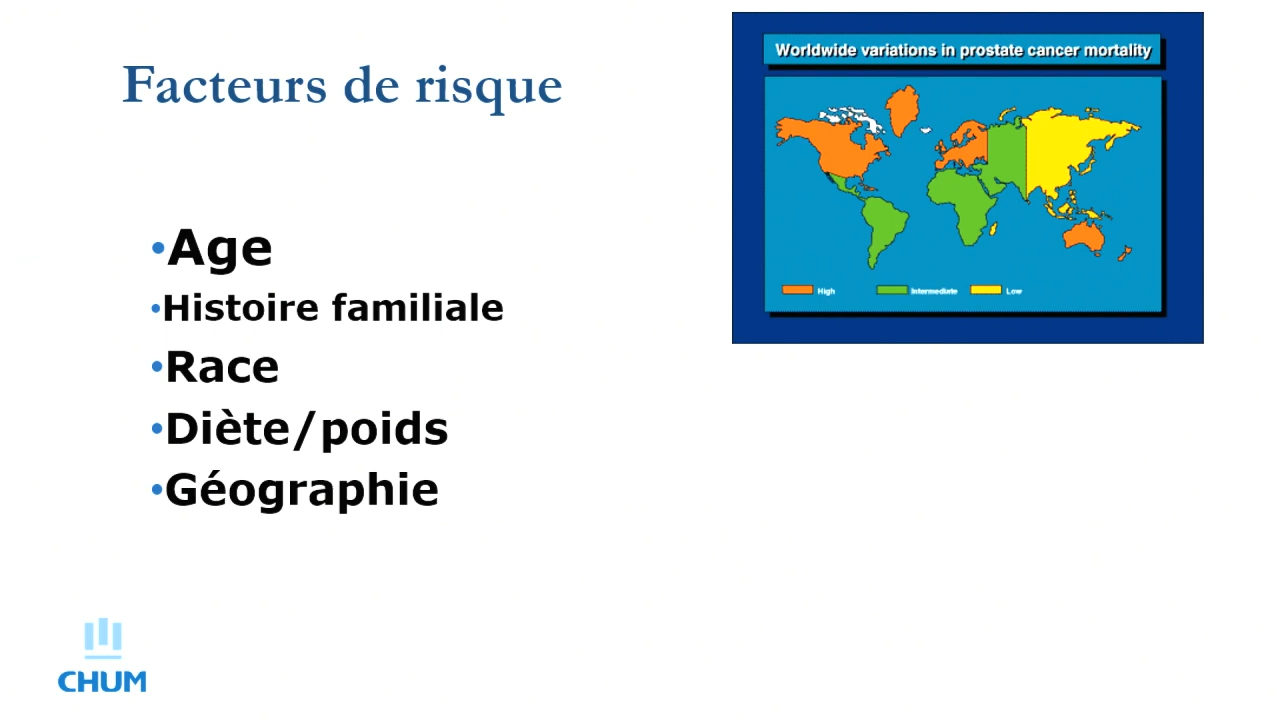 Facteurs de risque
•Age
•Histoire familiale
•Race
•Diète/poids
•Géographie
Worldwide variations in prostate cancer mortality
High Intermediate Low
CHUM